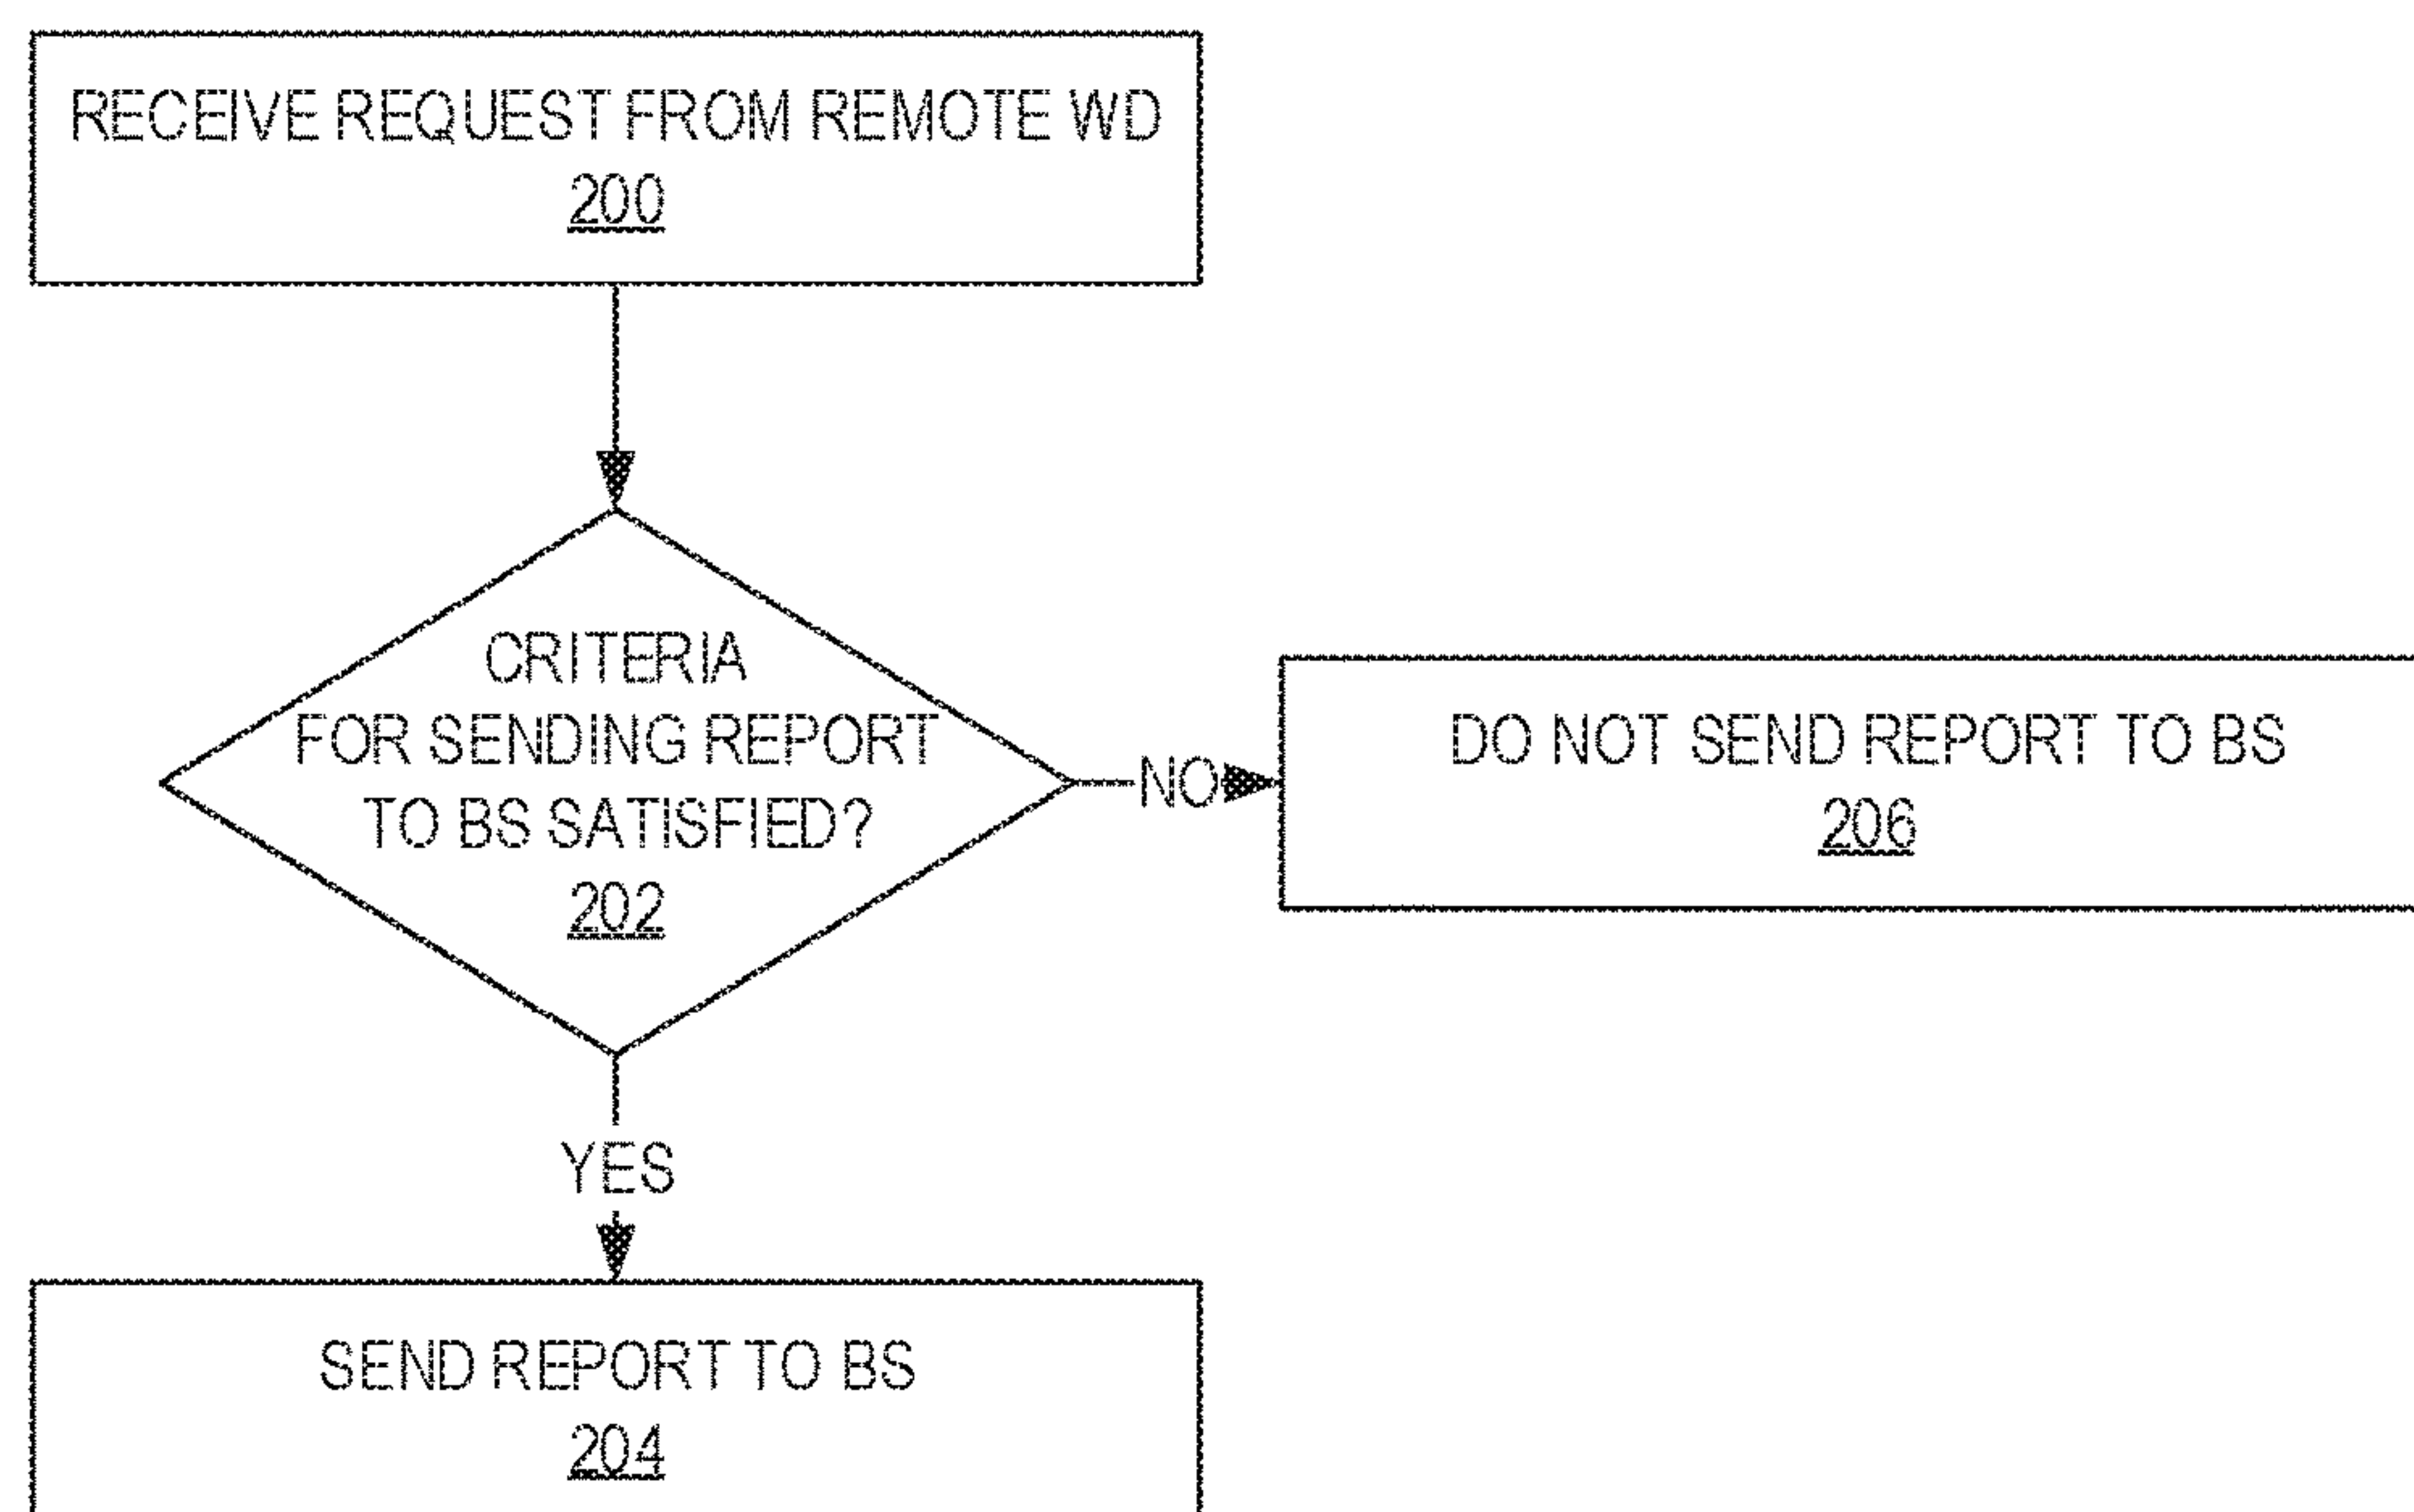 RECEIVE REQUEST FROM REMOTE WD
200
CRITERIA
FOR SENDING REPORT
TO BS SATISFIED?
202
NO
DO NOT SEND REPORT TO BS
206
YES
SEND REPORT TO BS
204